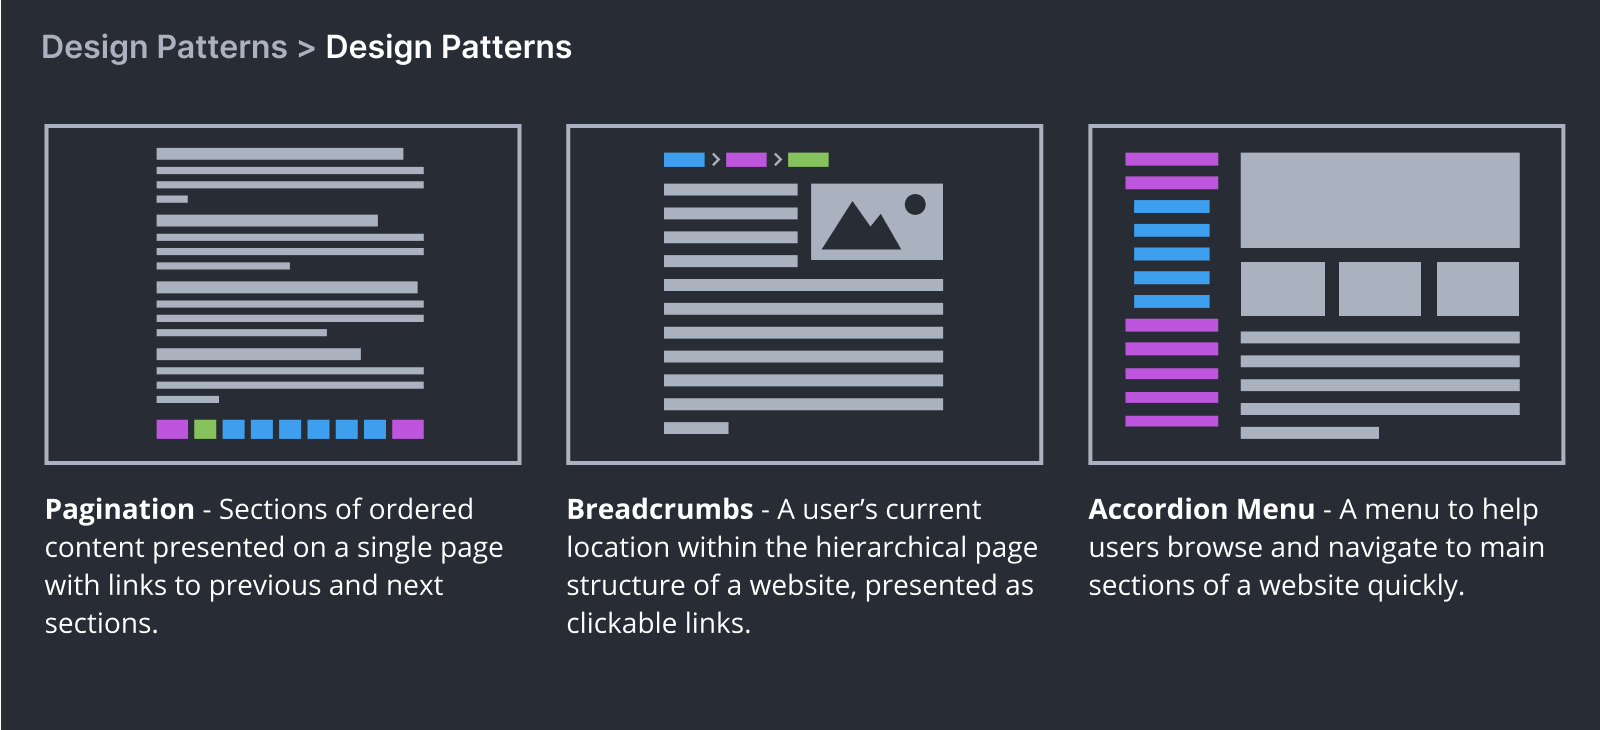 Design Patterns > Design Patterns
Pagination - Sections of ordered
content presented on a single page
with links to previous and next
sections.
Breadcrumbs - A user’s current
location within the hierarchical page
structure of a website, presented as
clickable links.
Accordion Menu - A menu to help
users browse and navigate to main
sections of a website quickly.